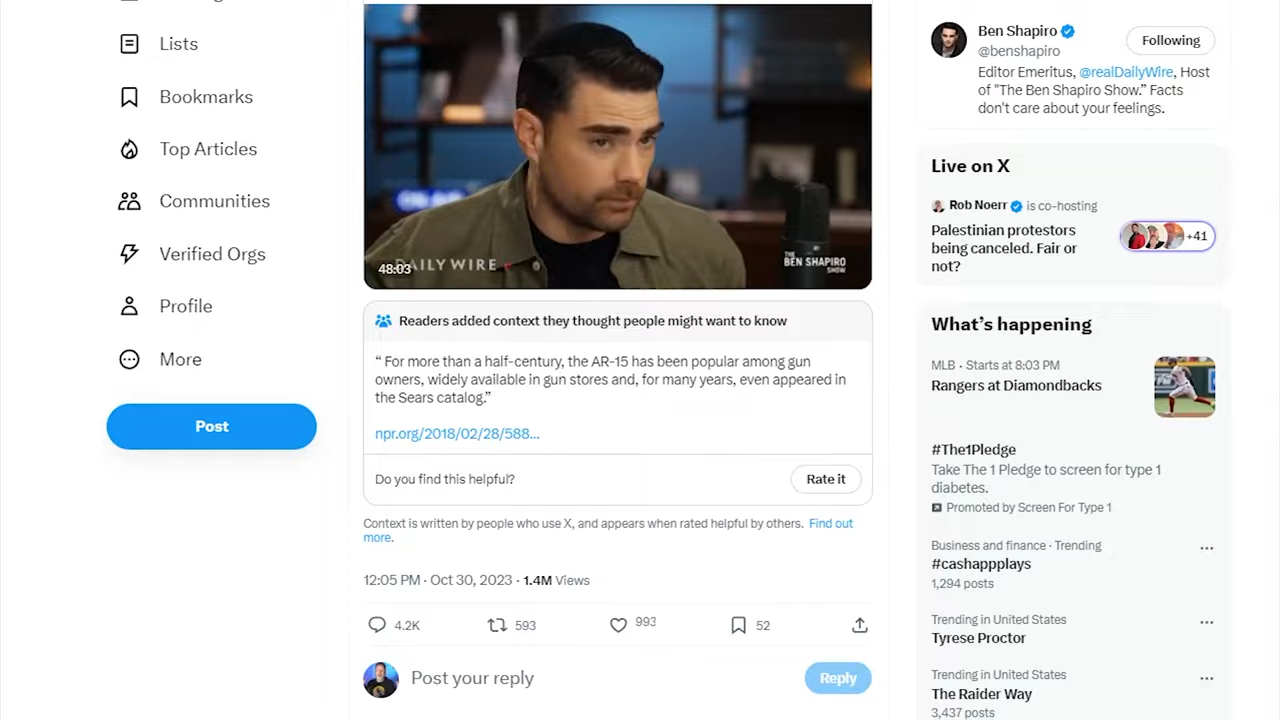 Lists
Bookmarks
Top Articles
Communities
Verified Orgs
Profile
More
Post
48:03
DAILY WIRE
THE
BEN SHAPIRO
SHOW
Readers added context they thought people might want to know
“ For more than a half-century, the AR-15 has been popular among gun
owners, widely available in gun stores and, for many years, even appeared in
the Sears catalog.”
npr.org/2018/02/28/588...
Do you find this helpful?
Rate it
Context is written by people who use X, and appears when rated helpful by others. Find out
more.
12:05 PM · Oct 30, 2023 · 1.4M Views
4.2K 593 993 52
Post your reply
Reply
Ben Shapiro
@benshapiro
Following
Editor Emeritus, @realDailyWire, Host
of "The Ben Shapiro Show.” Facts
don't care about your feelings.
Live on X
Rob Noerr is co-hosting
Palestinian protestors
being canceled. Fair or
not?
+41
What’s happening
MLB · Starts at 8:03 PM
Rangers at Diamondbacks
#The1Pledge
Take The 1 Pledge to screen for type 1
diabetes.
Promoted by Screen For Type 1
Business and finance · Trending
#cashappplays
1,294 posts
Trending in United States
Tyrese Proctor
Trending in United States
The Raider Way
3,437 posts